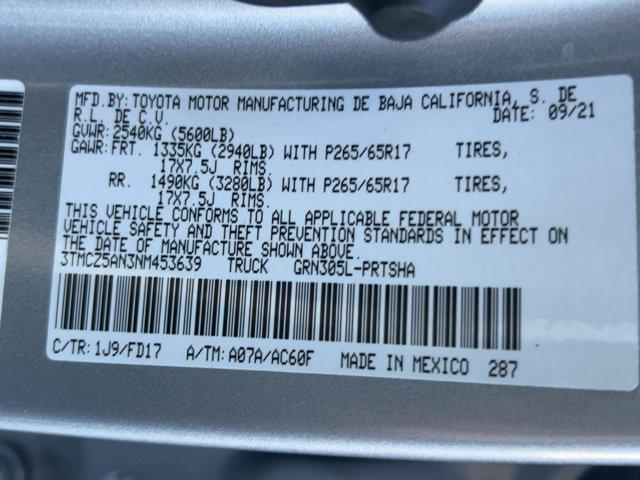 MFD.BY:TOYOTA MOTOR MANUFACTURING DE BAJA CALIFORNIA, S. DE
R.L. DE C.V. DATE: 09/21
GVWR:2540KG (5600LB)
GAWR:FRT. 1335KG (2940LB) WITH P265/65R17 TIRES,
17X7.5J RIMS.
RR. 1490KG (3280LB) WITH P265/65R17 TIRES,
17X7.5J RIMS.
THIS VEHICLE CONFORMS TO ALL APPLICABLE FEDERAL MOTOR
VEHICLE SAFETY AND THEFT PREVENTION STANDARDS IN EFFECT ON
THE DATE OF MANUFACTURE SHOWN ABOVE.
3TMCZ5AN3NM453639 TRUCK GRN305L-PRTSHA
C/TR:1J9/FD17 A/TM:A07A/AC60F MADE IN MEXICO 287